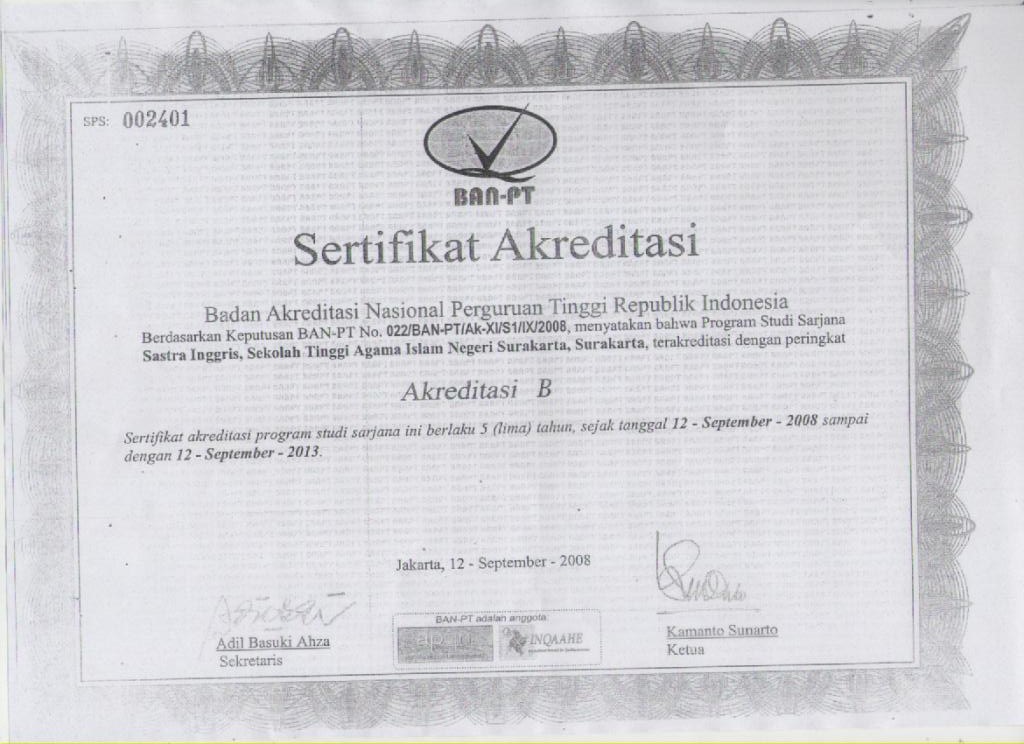 SPS: 002401
BAN-PT
Sertifikat Akreditasi
Badan Akreditasi Nasional Perguruan Tinggi Republik Indonesia
Berdasarkan Keputusan BAN-PT No. 022/BAN-PT/Ak-XI/S1/IX/2008, menyatakan bahwa Program Studi Sarjana
Sastra Inggris, Sekolah Tinggi Agama Islam Negeri Surakarta, Surakarta, terakreditasi dengan peringkat
Akreditasi B
Sertifikat akreditasi program studi sarjana ini berlaku 5 (lima) tahun, sejak tanggal 12 - September - 2008 sampai
dengan 12 - September - 2013.
Jakarta, 12 - September - 2008
BAN-PT adalah anggota:
INQAAHE
Adil Basuki Ahza
Sekretaris
Kamanto Sunarto
Ketua